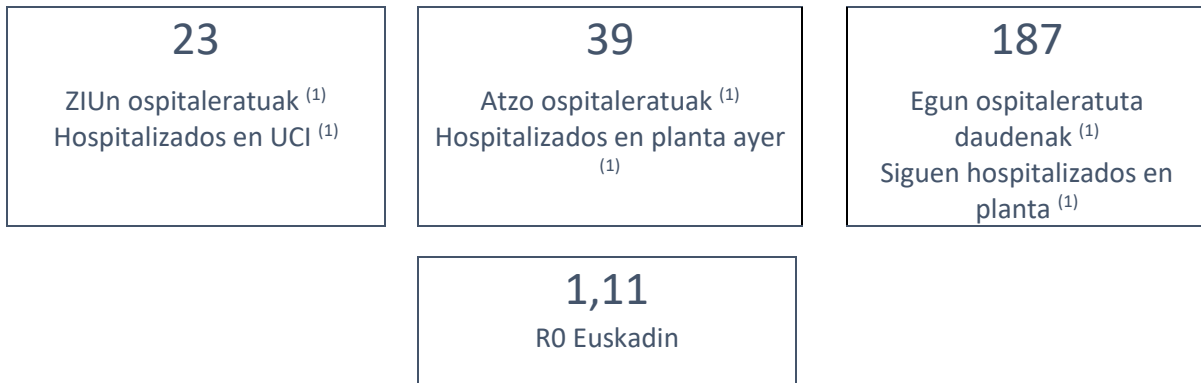 23
ZIUn ospitaleratuak (1)
Hospitalizados en UCI (1)
39
Atzo ospitaleratuak (1)
Hospitalizados en planta ayer
(1)
187
Egun ospitaleratuta
daudenak (1)
Siguen hospitalizados en
planta (1)
1,11
R0 Euskadin